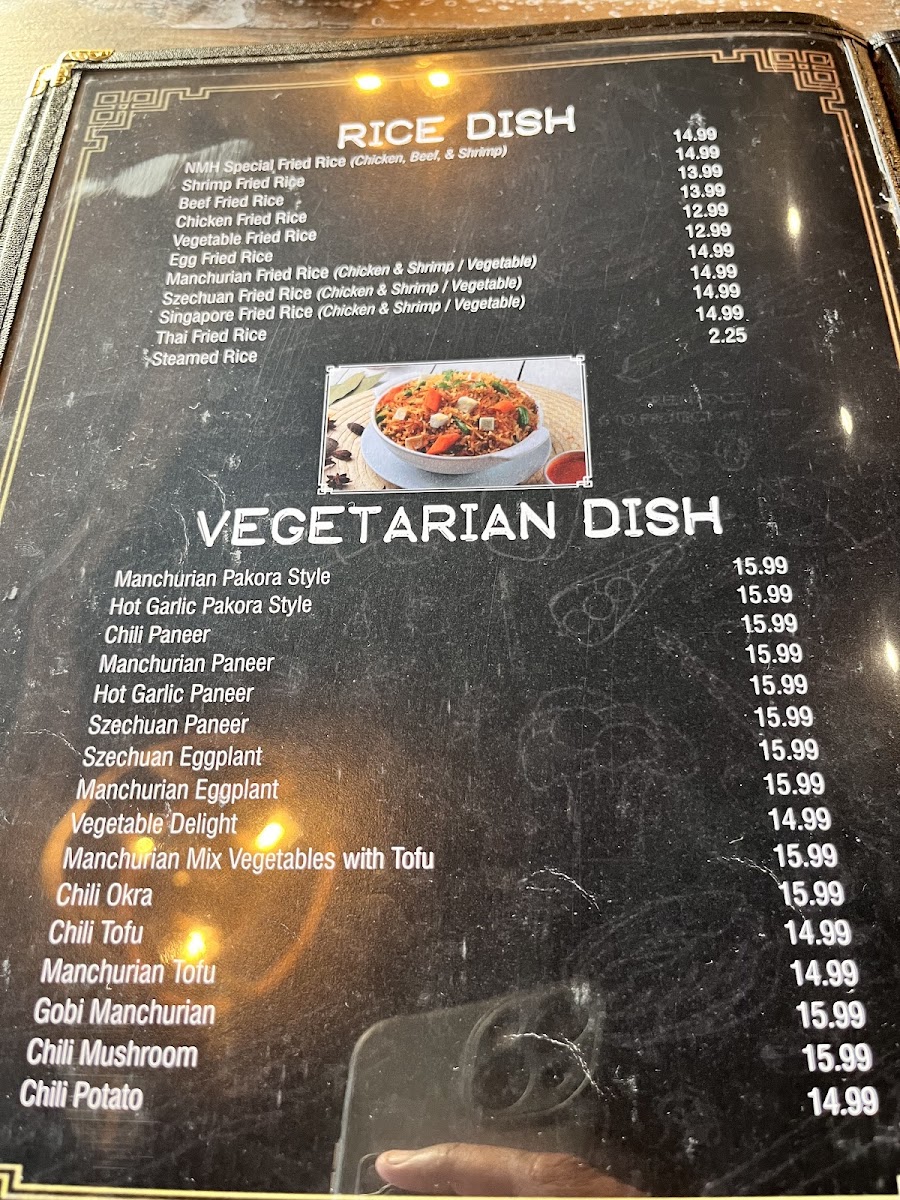 RICE DISH
NMH Special Fried Rice (Chicken, Beef, & Shrimp) 14.99
Shrimp Fried Rice 14.99
Beef Fried Rice 13.99
Chicken Fried Rice 13.99
Vegetable Fried Rice 12.99
Egg Fried Rice 12.99
Manchurian Fried Rice (Chicken & Shrimp / Vegetable) 14.99
Szechuan Fried Rice (Chicken & Shrimp / Vegetable) 14.99
Singapore Fried Rice (Chicken & Shrimp / Vegetable) 14.99
Thai Fried Rice 14.99
Steamed Rice 2.25
VEGETARIAN DISH
Manchurian Pakora Style 15.99
Hot Garlic Pakora Style 15.99
Chili Paneer 15.99
Manchurian Paneer 15.99
Hot Garlic Paneer 15.99
Szechuan Paneer 15.99
Szechuan Eggplant 15.99
Manchurian Eggplant 15.99
Vegetable Delight 14.99
Manchurian Mix Vegetables with Tofu 15.99
Chili Okra 15.99
Chili Tofu 14.99
Manchurian Tofu 14.99
Gobi Manchurian 15.99
Chili Mushroom 15.99
Chili Potato 14.99